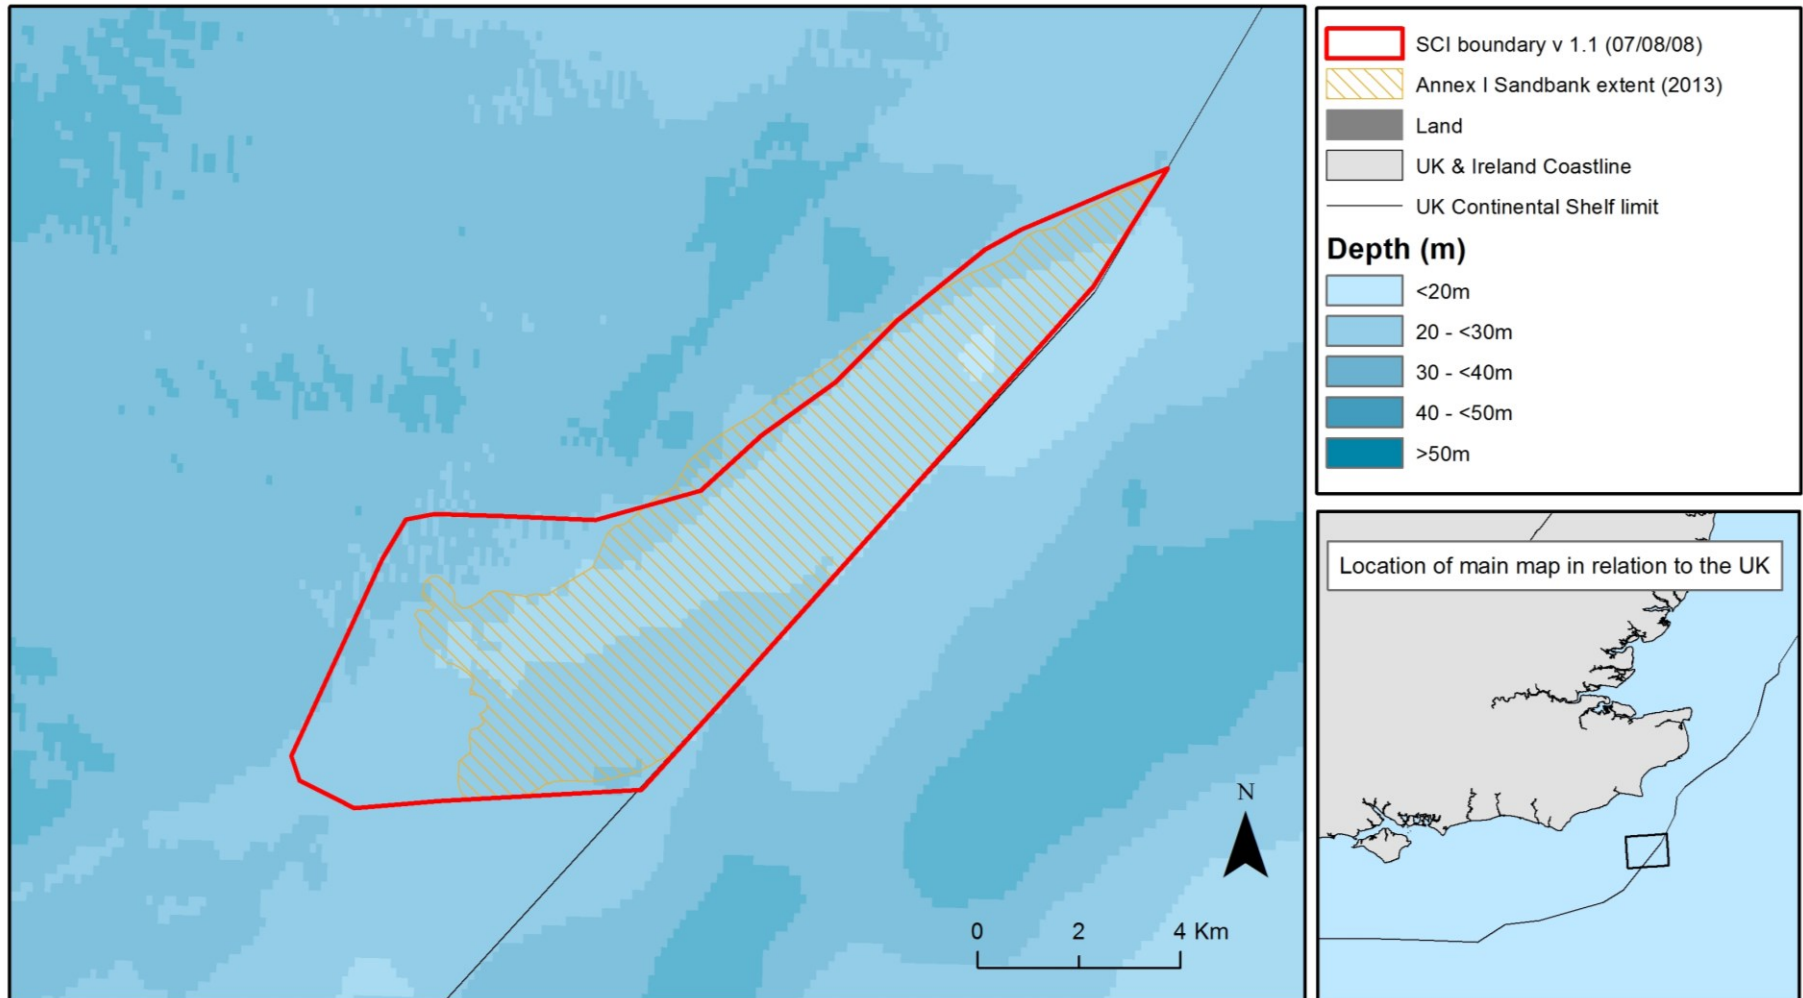 SCI boundary v 1.1 (07/08/08)
Annex I Sandbank extent (2013)
Land
UK & Ireland Coastline
UK Continental Shelf limit
Depth (m)
<20m
20 - <30m
30 - <40m
40 - <50m
>50m
Location of main map in relation to the UK
N
0 2 4 Km